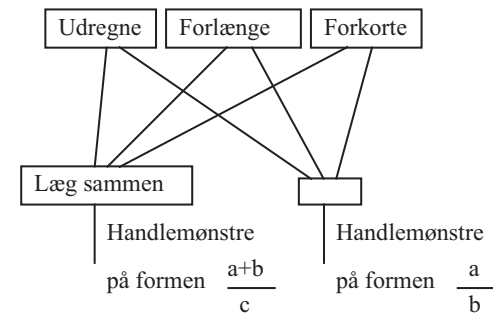 Udregne Forlænge Forkorte
Læg sammen
Handlemønstre Handlemønstre
på formen a+b/c på formen a/b